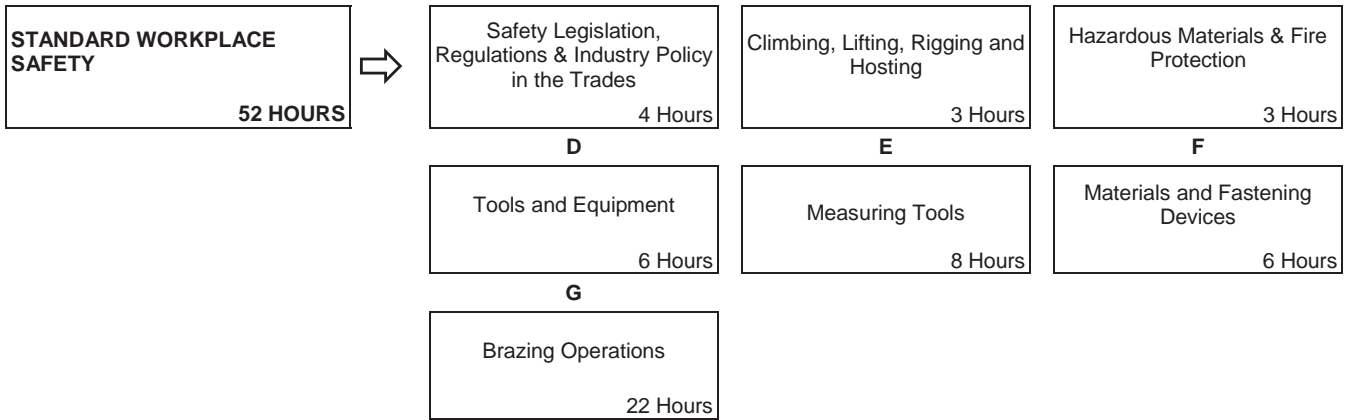 STANDARD WORKPLACE
SAFETY
52 HOURS
Safety Legislation,
Regulations & Industry Policy
in the Trades
4 Hours
Climbing, Lifting, Rigging and
Hosting
3 Hours
Hazardous Materials & Fire
Protection
3 Hours
D
Tools and Equipment
6 Hours
E
Measuring Tools
8 Hours
F
Materials and Fastening
Devices
6 Hours
G
Brazing Operations
22 Hours